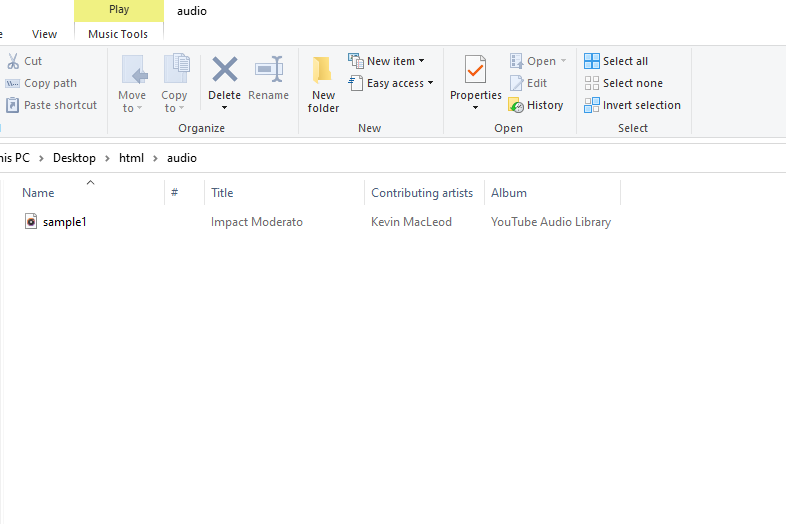 Play audio
View Music Tools
Cut
Copy path
Paste shortcut
Move to
Copy to
Delete
Rename
Organize
New folder
New item
Easy access
New
Properties
Open
Edit
History
Open
Select all
Select none
Invert selection
Select
his PC > Desktop > html > audio
Name # Title Contributing artists Album
sample1 Impact Moderato Kevin MacLeod YouTube Audio Library